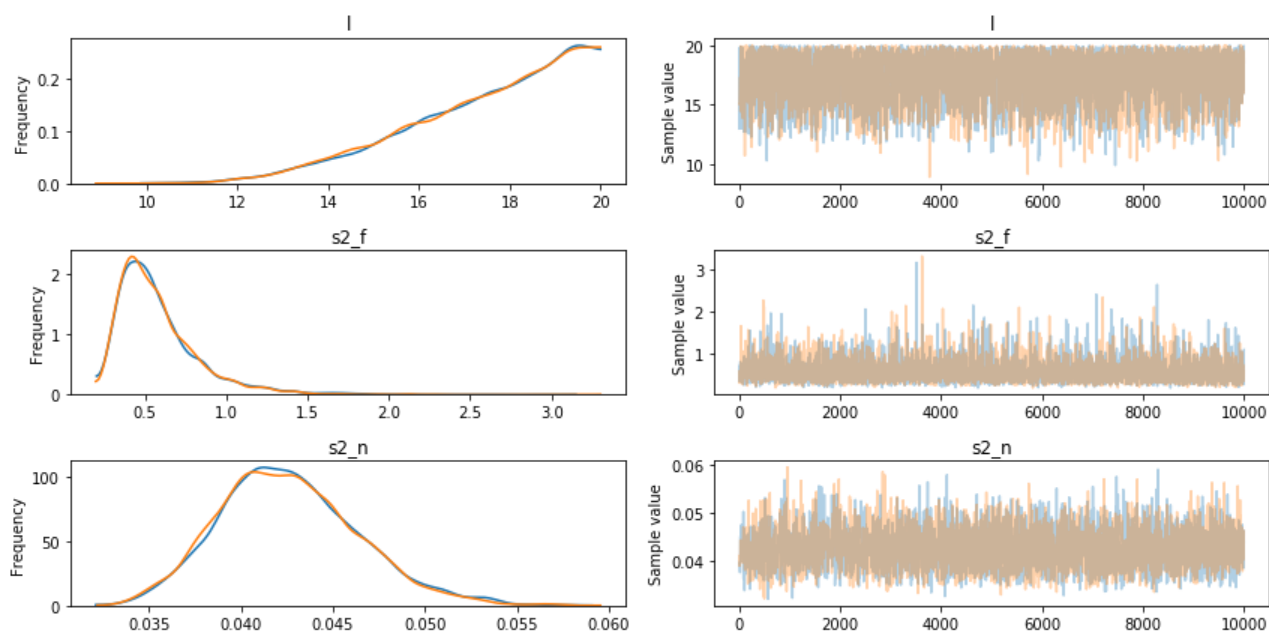 l
Frequency
0.2
0.1
0.0
10 12 14 16 18 20
l
Sample value
20
15
10
0 2000 4000 6000 8000 10000
s2_f
Frequency
2
1
0
0.5 1.0 1.5 2.0 2.5 3.0
s2_f
Sample value
3
2
1
0 2000 4000 6000 8000 10000
s2_n
Frequency
100
50
0
0.035 0.040 0.045 0.050 0.055 0.060
s2_n
Sample value
0.06
0.05
0.04
0 2000 4000 6000 8000 10000